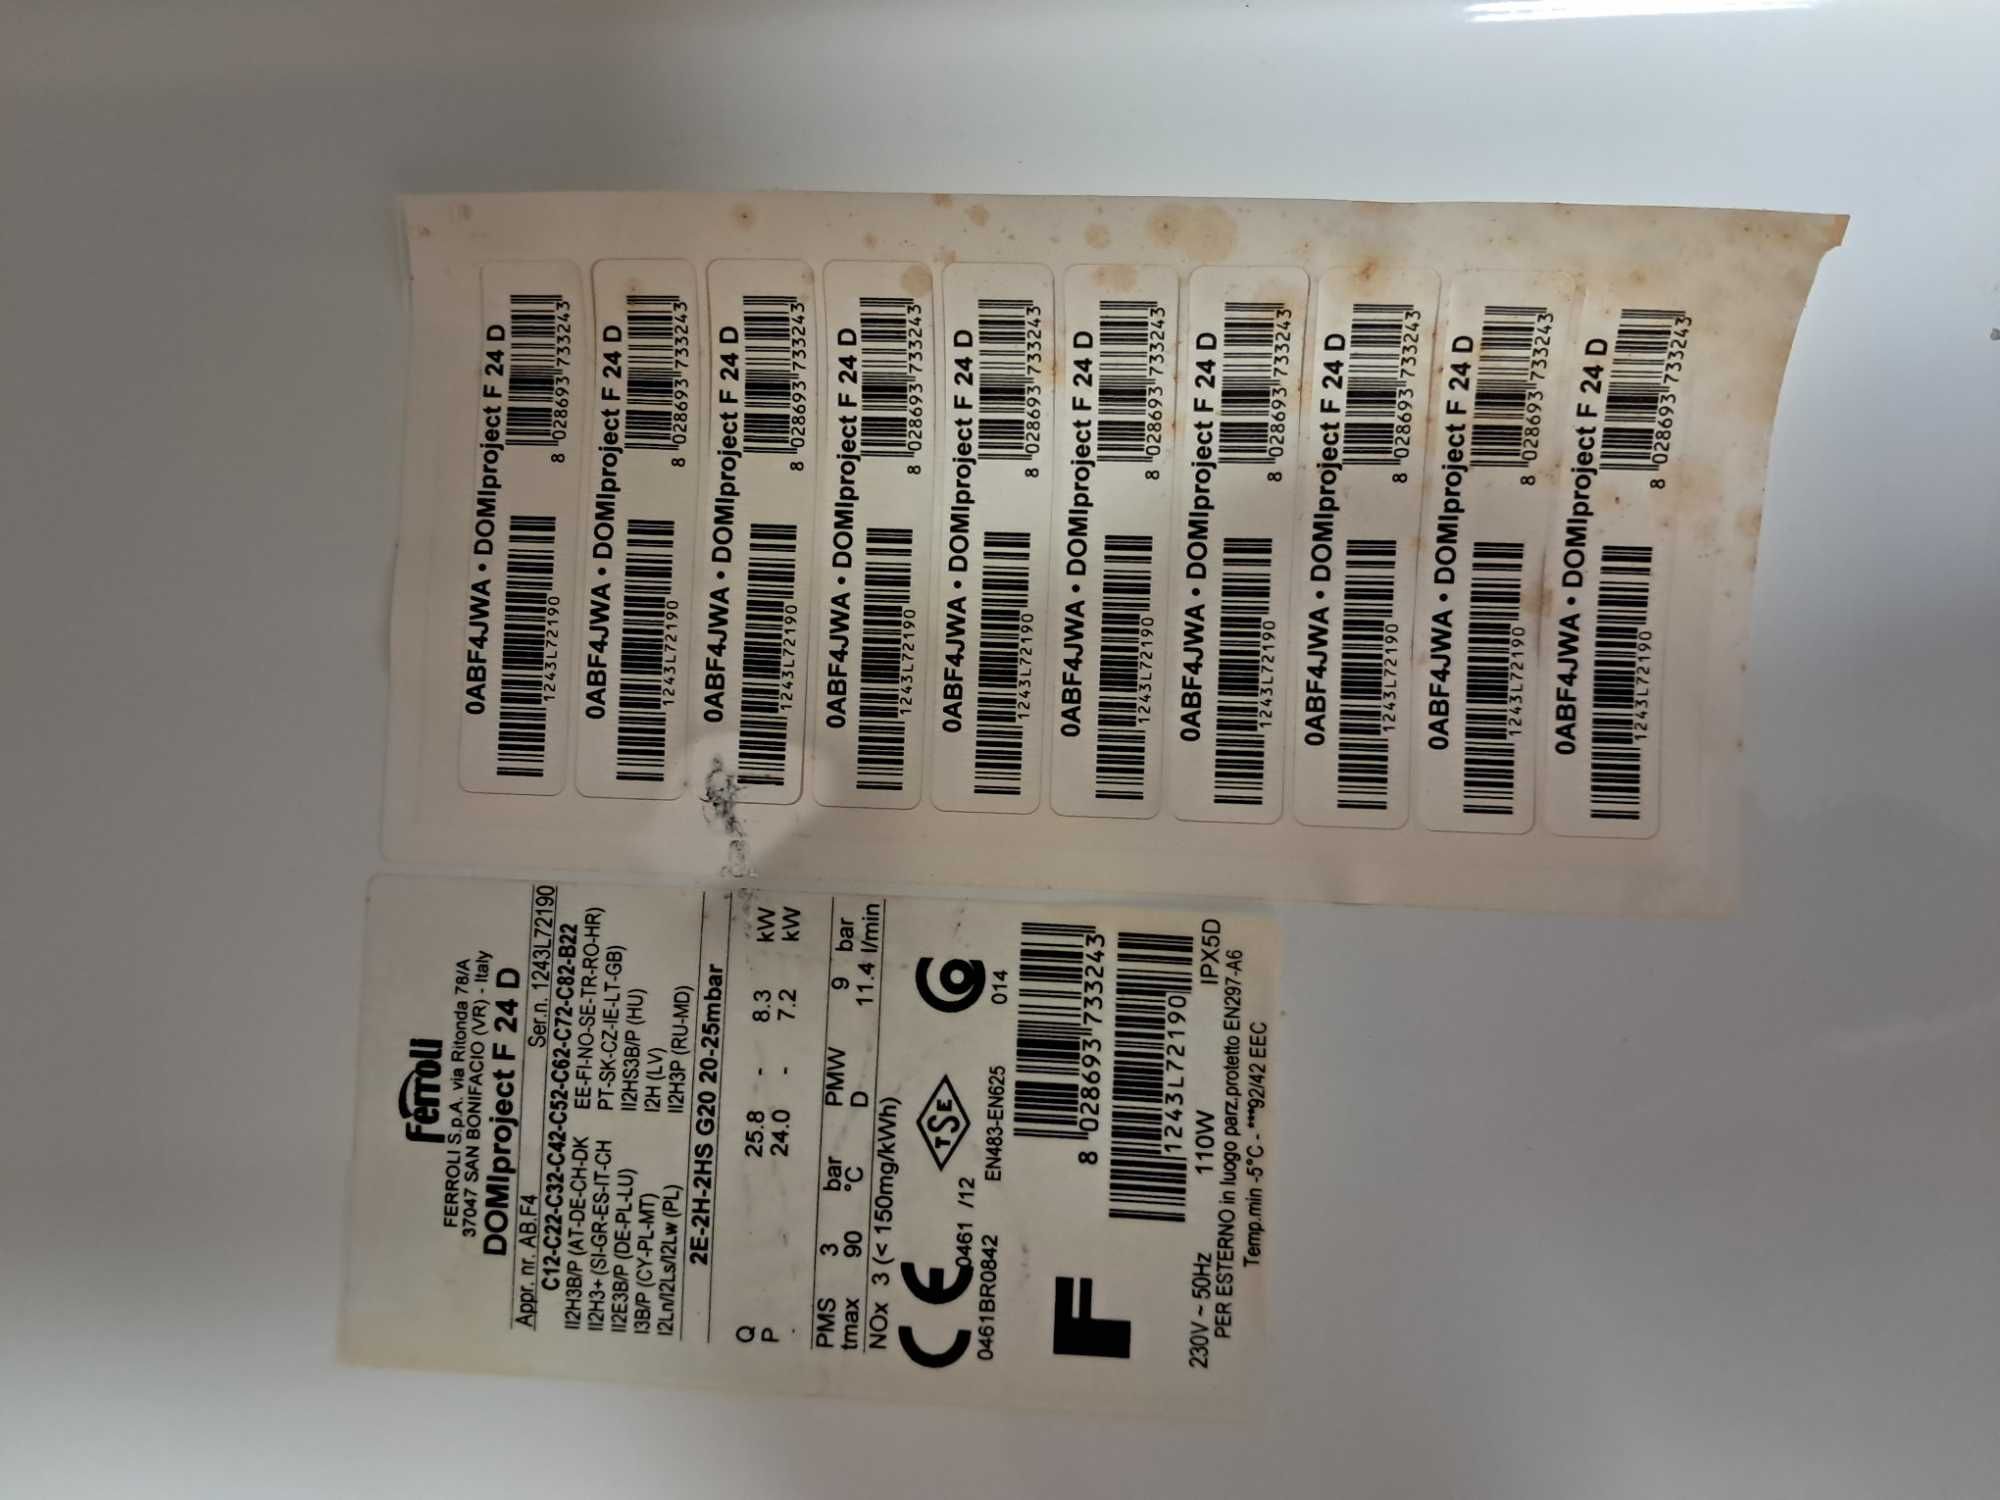 Ferroli
FERROLI S.p.A. via Ritonda 78/A
37047 SAN BONIFACIO (VR) - Italy
DOMIproject F 24 D
Appr. nr. AB.F4 Ser.n. 1243L72190
C12-C22-C32-C42-C52-C62-C72-C82-B22
II2H3B/P (AT-DE-CH-DK EE-FI-NO-SE-TR-RO-HR)
II2H3+ (SI-GR-ES-IT-CH PT-SK-CZ-IE-LT-GB)
II2E3B/P (DE-PL-LU) II2HS3B/P (HU)
I3B/P (CY-PL-MT) I2H (LV)
I2Ln/I2Ls/I2Lw (PL) II2H3P (RU-MD)
2E-2H-2HS G20 20-25mbar
Q 25.8 - 8.3 kW
P 24.0 - 7.2 kW
PMS 3 bar PMW 9 bar
tmax 90 °C D 11.4 l/min
NOx 3 (< 150mg/kWh)
CE 0461 /12 TSE
0461BR0842 EN483-EN625 014
F
8 028693 733243
1243L72190
230V ~ 50Hz 110W IPX5D
PER ESTERNO in luogo parz.protetto EN297-A6
Temp.min -5°C - ***92/42 EEC
0ABF4JWA • DOMIproject F 24 D
1243L72190 8 028693 733243
0ABF4JWA • DOMIproject F 24 D
1243L72190 8 028693 733243
0ABF4JWA • DOMIproject F 24 D
1243L72190 8 028693 733243
0ABF4JWA • DOMIproject F 24 D
1243L72190 8 028693 733243
0ABF4JWA • DOMIproject F 24 D
1243L72190 8 028693 733243
0ABF4JWA • DOMIproject F 24 D
1243L72190 8 028693 733243
0ABF4JWA • DOMIproject F 24 D
1243L72190 8 028693 733243
0ABF4JWA • DOMIproject F 24 D
1243L72190 8 028693 733243
0ABF4JWA • DOMIproject F 24 D
1243L72190 8 028693 733243
0ABF4JWA • DOMIproject F 24 D
1243L72190 8 028693 733243